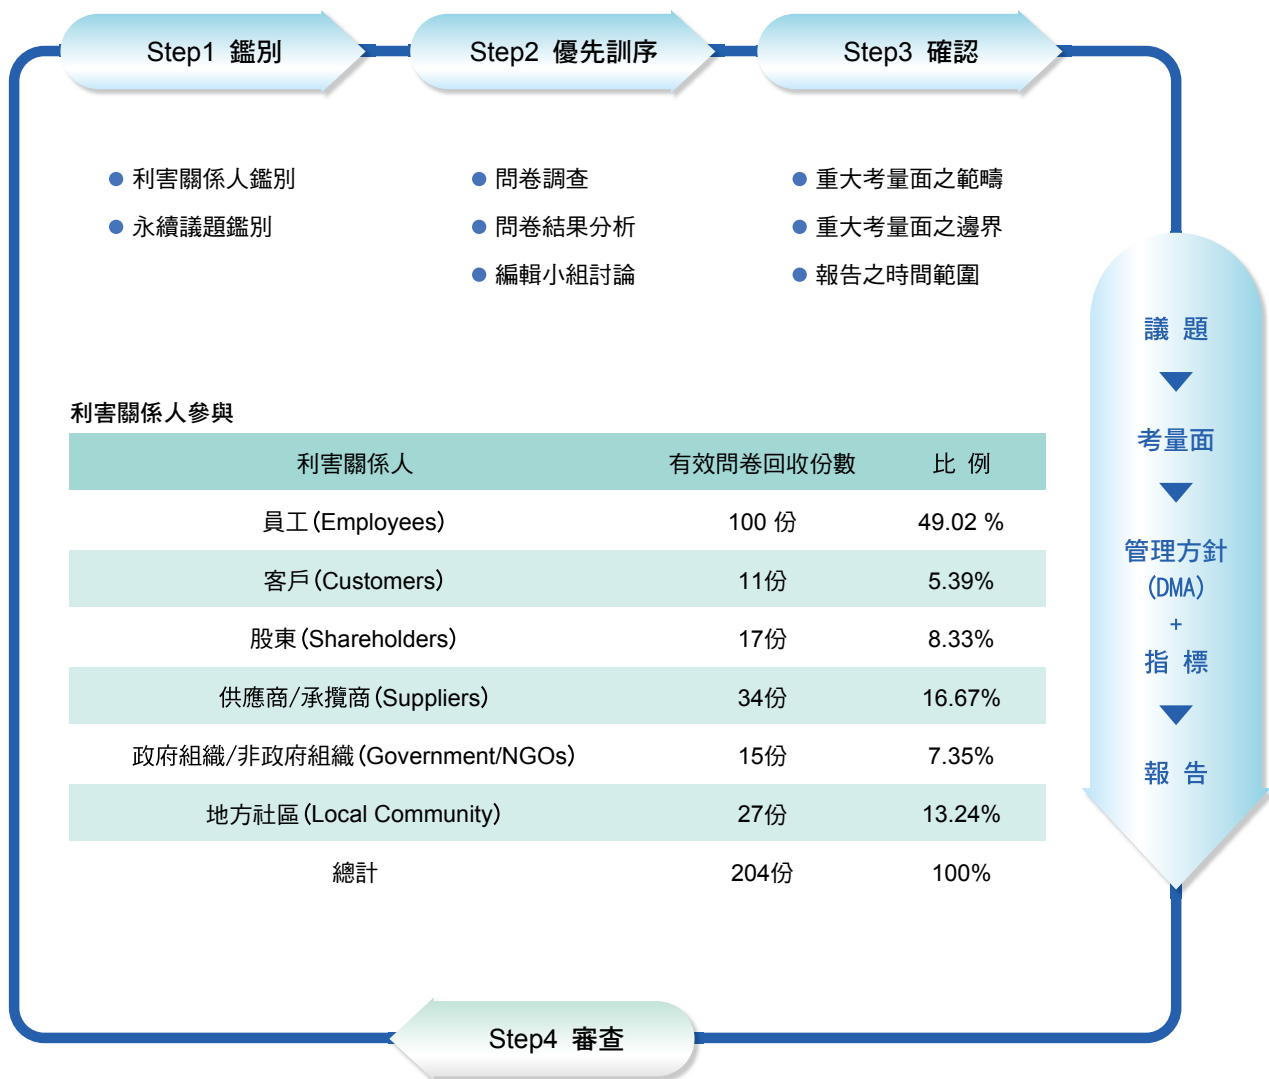 Step1 鑑別
Step2 優先訓序
Step3 確認
利害關係人鑑別
永續議題鑑別
問卷調查
問卷結果分析
編輯小組討論
重大考量面之範疇
重大考量面之邊界
報告之時間範圍
議 題
考量面
管理方針
(DMA)
+
指 標
報 告
利害關係人參與
利害關係人 有效問卷回收份數 比 例
員工(Employees) 100 份 49.02 %
客戶(Customers) 11份 5.39%
股東(Shareholders) 17份 8.33%
供應商/承攬商(Suppliers) 34份 16.67%
政府組織/非政府組織(Government/NGOs) 15份 7.35%
地方社區(Local Community) 27份 13.24%
總計 204份 100%
Step4 審查